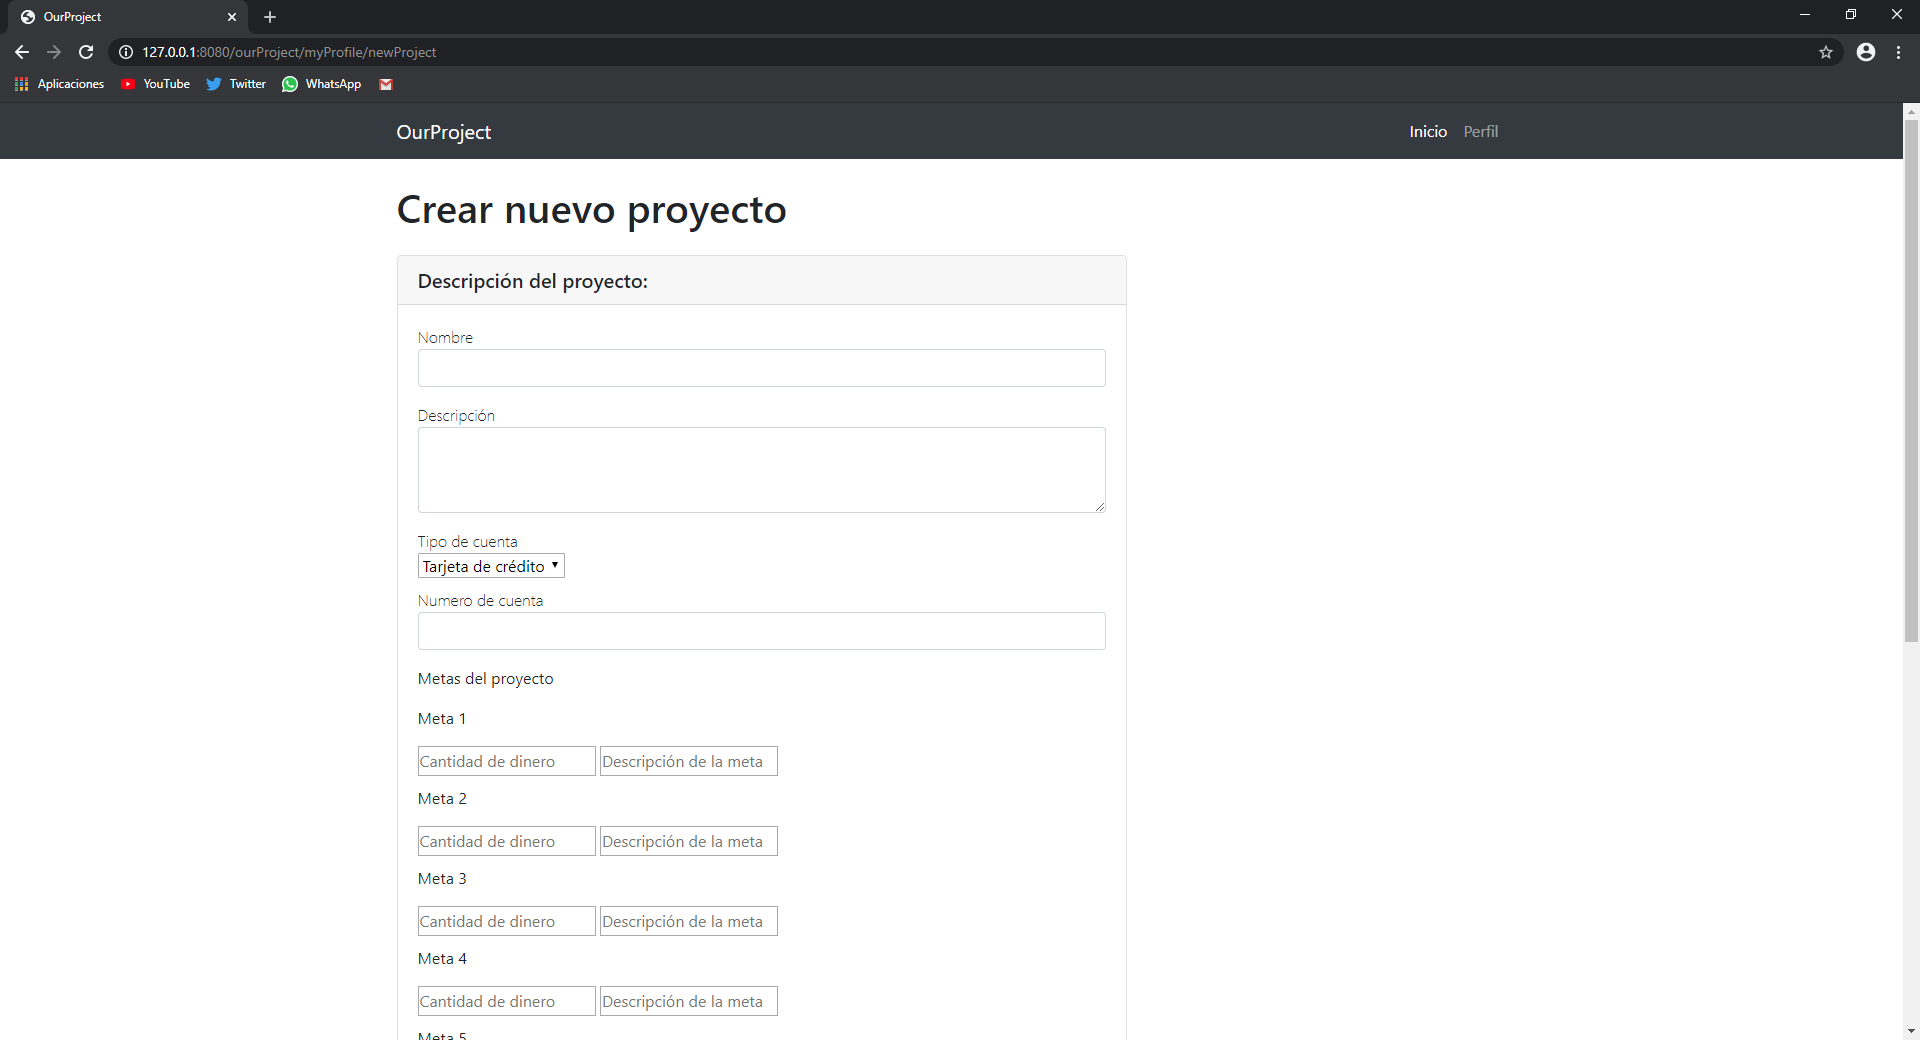 OurProject
127.0.0.1:8080/ourProject/myProfile/newProject
Aplicaciones YouTube Twitter WhatsApp
OurProject Inicio Perfil
Crear nuevo proyecto
Descripción del proyecto:
Nombre
Descripción
Tipo de cuenta
Tarjeta de crédito
Numero de cuenta
Metas del proyecto
Meta 1
Cantidad de dinero Descripción de la meta
Meta 2
Cantidad de dinero Descripción de la meta
Meta 3
Cantidad de dinero Descripción de la meta
Meta 4
Cantidad de dinero Descripción de la meta
Meta 5